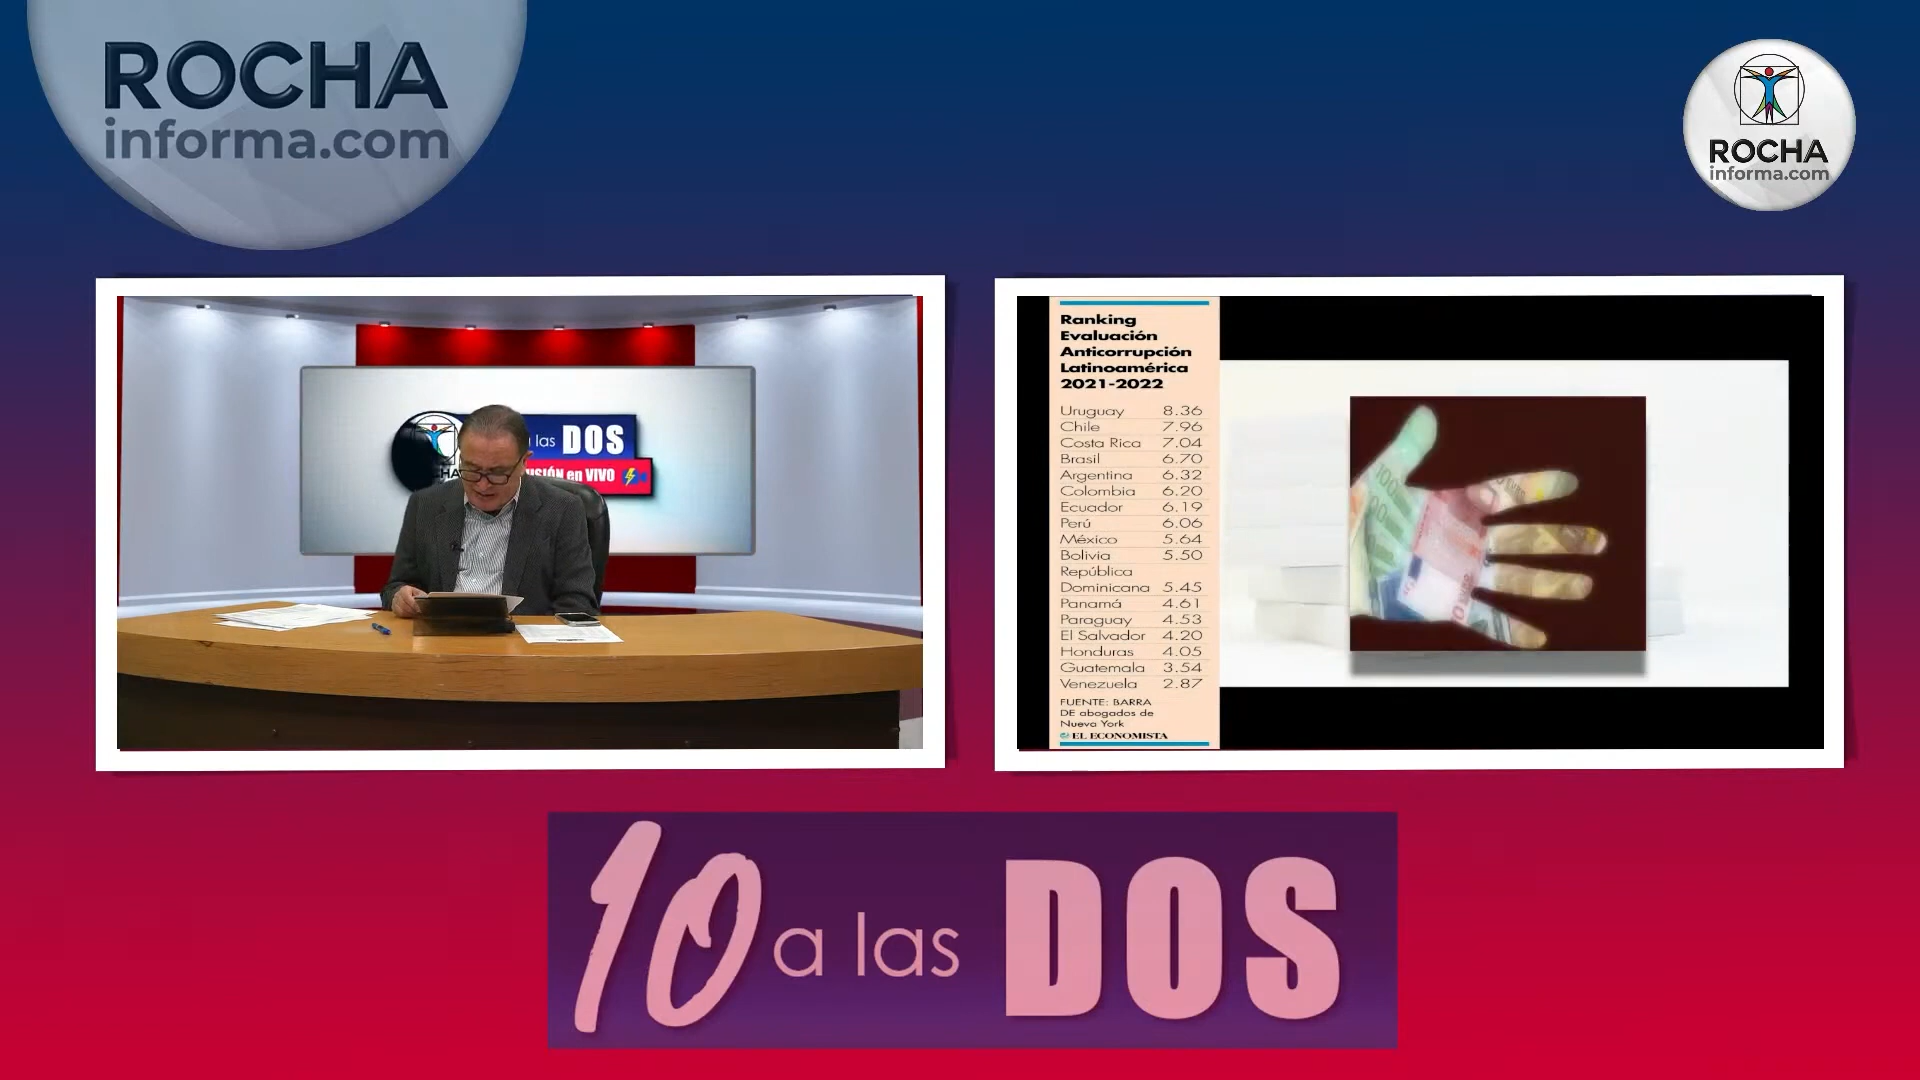 ROCHA
informa.com
ROCHA
informa.com
a las DOS
en VIVO
Ranking
Evaluación
Anticorrupción
Latinoamérica
2021-2022
Uruguay 8.36
Chile 7.96
Costa Rica 7.04
Brasil 6.70
Argentina 6.32
Colombia 6.20
Ecuador 6.19
Perú 6.06
México 5.64
Bolivia 5.50
República
Dominicana 5.45
Panamá 4.61
Paraguay 4.53
El Salvador 4.20
Honduras 4.05
Guatemala 3.54
Venezuela 2.87
FUENTE: BARRA
DE abogados de
Nueva York
EL ECONOMISTA
100
10 a las DOS